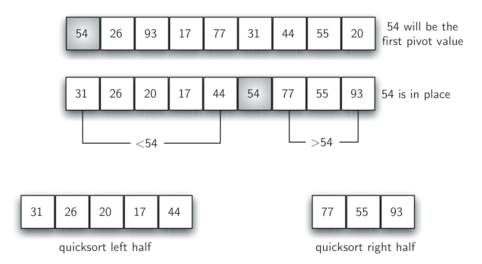 54 26 93 17 77 31 44 55 20
54 will be the
first pivot value
31 26 20 17 44 54 77 55 93
54 is in place
<54
>54
31 26 20 17 44
77 55 93
quicksort left half
quicksort right half